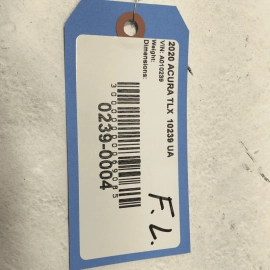 2020 ACURA TLX 10239 UA
VIN: A010239
Weight:
Dimensions:
0239-0004
F. L.